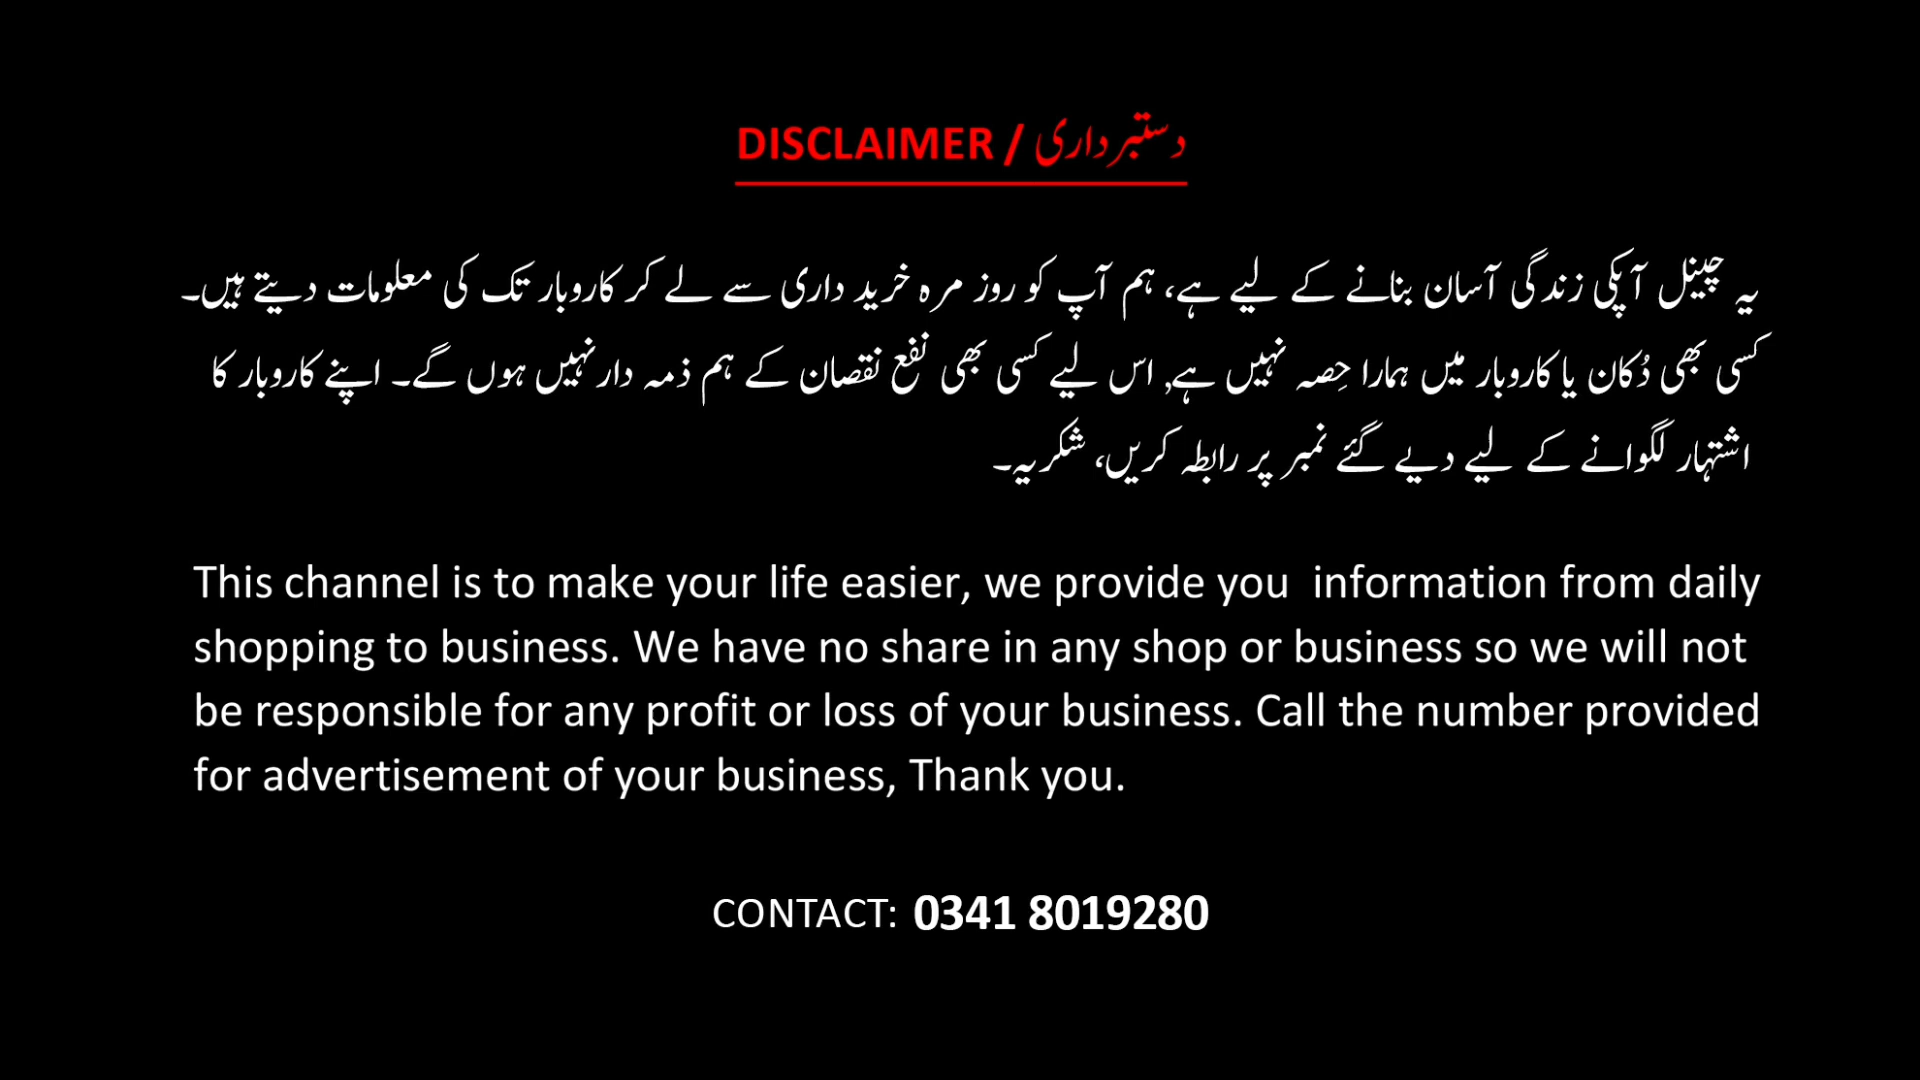 DISCLAIMER / دستبرداری
یہ چینل آپکی زندگی آسان بنانے کے لیے ہے، ہم آپ کو روز مرہ خرید داری سے لے کر کاروبار تک کی معلومات دیتے ہیں۔
کسی بھی دُکان یا کاروبار میں ہمارا حِصہ نہیں ہے, اس لیے کسی بھی نفع نقصان کے ہم ذمہ دار نہیں ہوں گے۔ اپنے کاروبار کا
اشتہار لگوانے کے لیے دیے گئے نمبر پر رابطہ کریں، شکریہ۔
This channel is to make your life easier, we provide you  information from daily
shopping to business. We have no share in any shop or business so we will not
be responsible for any profit or loss of your business. Call the number provided
for advertisement of your business, Thank you.
CONTACT: 0341 8019280